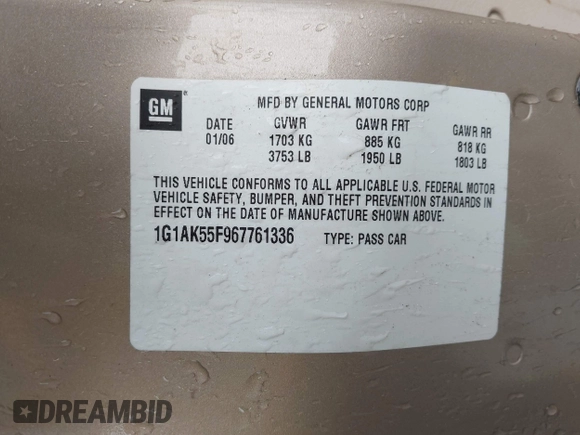 GM®
MFD BY GENERAL MOTORS CORP
DATE GVWR GAWR FRT GAWR RR
01/06 1703 KG 885 KG 818 KG
3753 LB 1950 LB 1803 LB
THIS VEHICLE CONFORMS TO ALL APPLICABLE U.S. FEDERAL MOTOR
VEHICLE SAFETY, BUMPER, AND THEFT PREVENTION STANDARDS IN
EFFECT ON THE DATE OF MANUFACTURE SHOWN ABOVE.
1G1AK55F967761336 TYPE: PASS CAR
DREAMBID